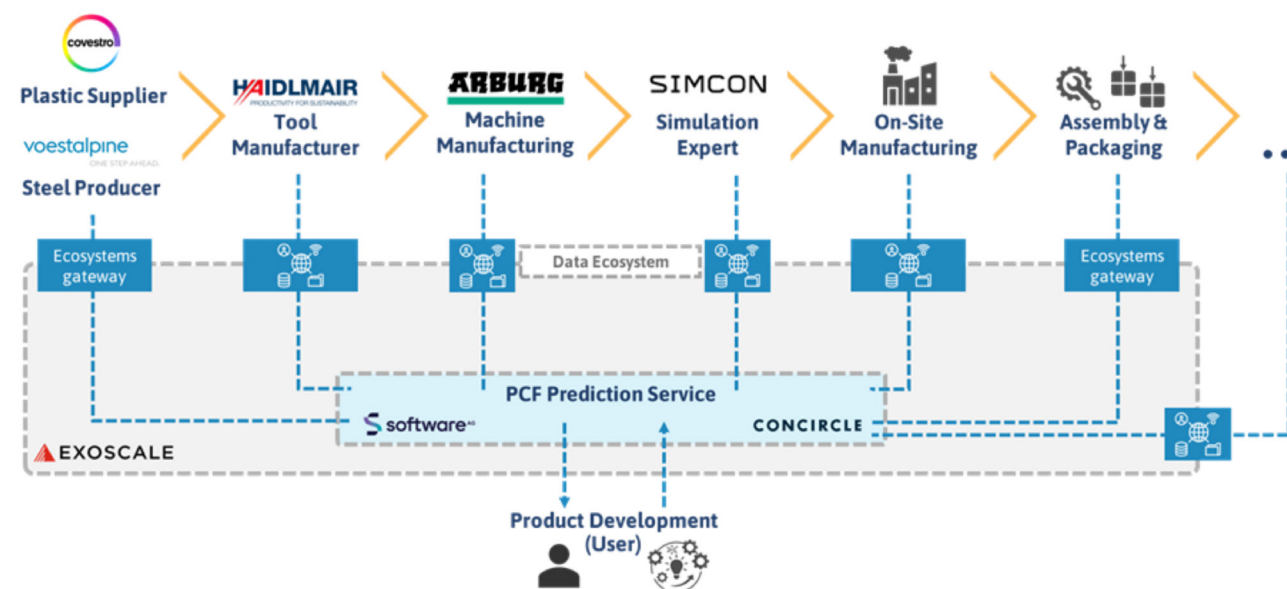 covestro
Plastic Supplier
voestalpine
ONE STEP AHEAD.
Steel Producer
HAIDLMAIR
PRODUCTIVITY FOR SUSTAINABILITY
Tool
Manufacturer
ARBURG
Machine
Manufacturing
SIMCON
Simulation
Expert
On-Site
Manufacturing
Assembly &
Packaging
Ecosystems
gateway
Data Ecosystem
Ecosystems
gateway
PCF Prediction Service
software AG
CONCIRCLE
EXOSCALE
Product Development
(User)